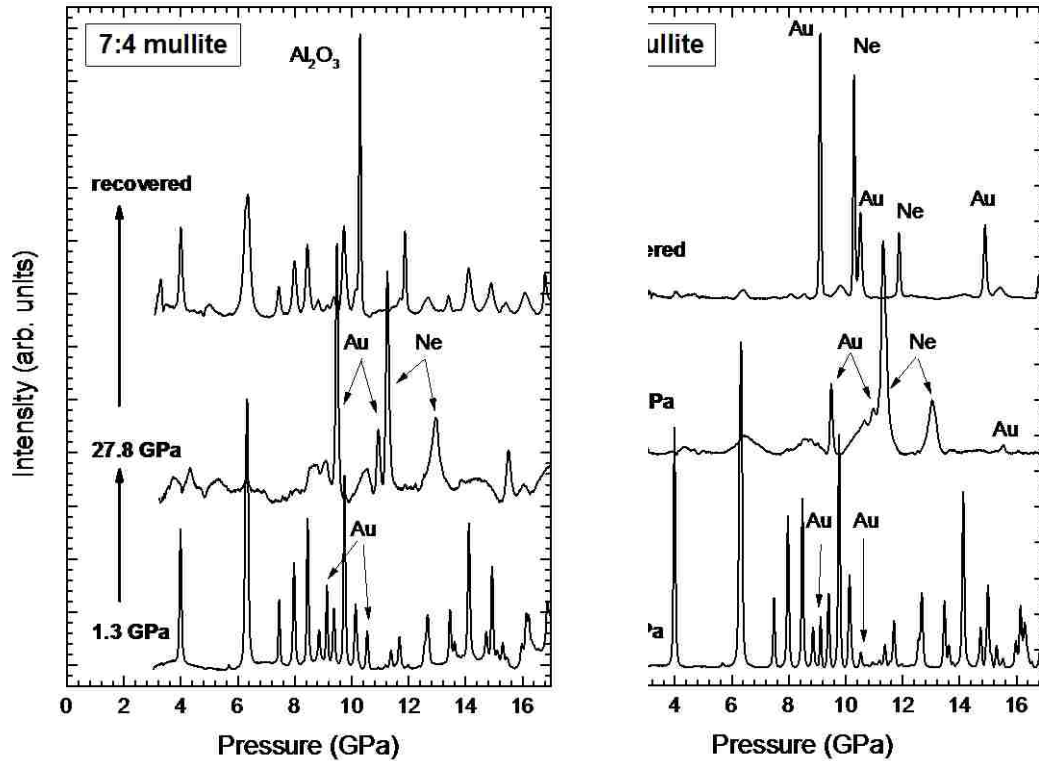 7:4 mullite
Al₂O₃
recovered
Au Ne
27.8 GPa
Au
1.3 GPa
Intensity (arb. units)
0 2 4 6 8 10 12 14 16
Pressure (GPa)
ullite
Au
Ne
Au
Ne
Au
ered
Au Ne
Pa
Au
Au Au
Pa
4 6 8 10 12 14 16
Pressure (GPa)